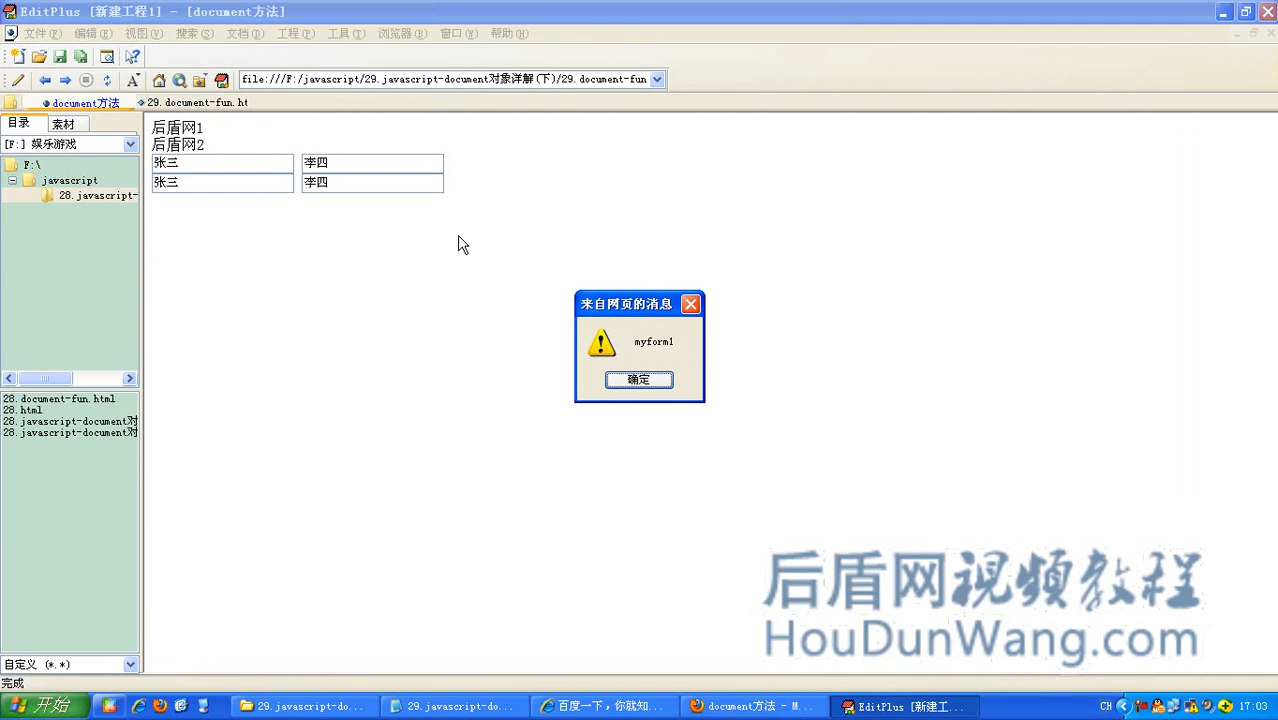 EditPlus [新建工程1] - [document方法]
文件(F) 编辑(E) 视图(V) 搜索(S) 文档(D) 工程(P) 工具(T) 浏览器(B) 窗口(W) 帮助(H)
file:///F:/javascript/29.javascript-document对象详解(下)/29.document-fun
document方法 29.document-fun.ht
目录 素材
[F:] 娱乐游戏
F:\
javascript
28.javascript-
后盾网1
后盾网2
张三 李四
张三 李四
来自网页的消息
myform1
确定
28.document-fun.html
28.html
28.javascript-document对
28.javascript-document对
自定义 (*.*)
后盾网视频教程
HouDunWang.com
完成
开始 29.javascript-do... 29.javascript-do... 百度一下，你就知... document方法 - M... EditPlus [新建工... CH 17:03